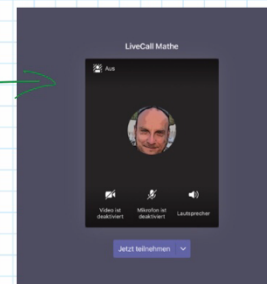 LiveCall Mathe
Aus
Video ist
deaktiviert
Mikrofon ist
deaktiviert
Lautsprecher
Jetzt teilnehmen